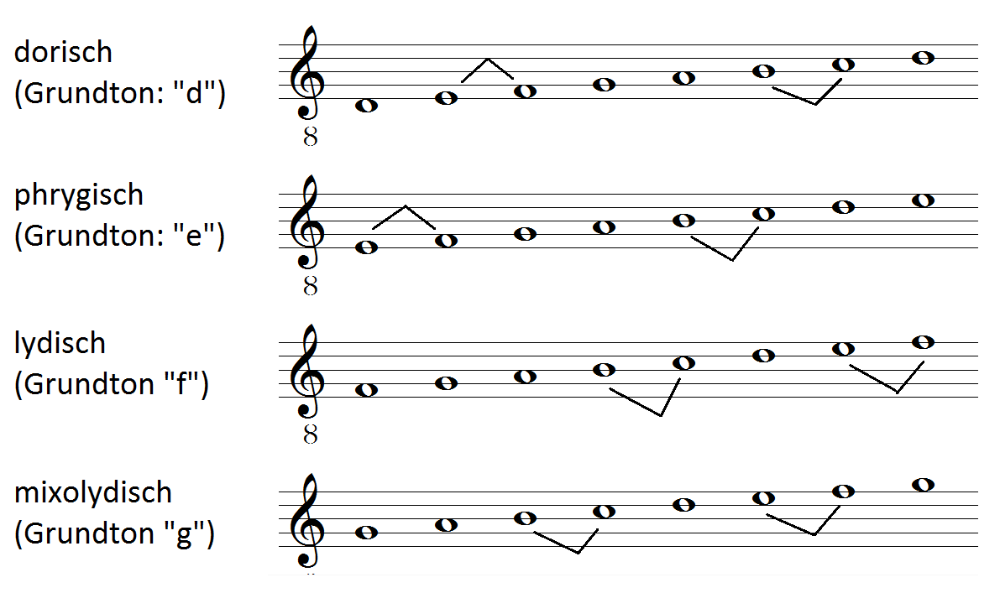 dorisch
(Grundton: "d")
8
phrygisch
(Grundton: "e")
8
lydisch
(Grundton "f")
8
mixolydisch
(Grundton "g")